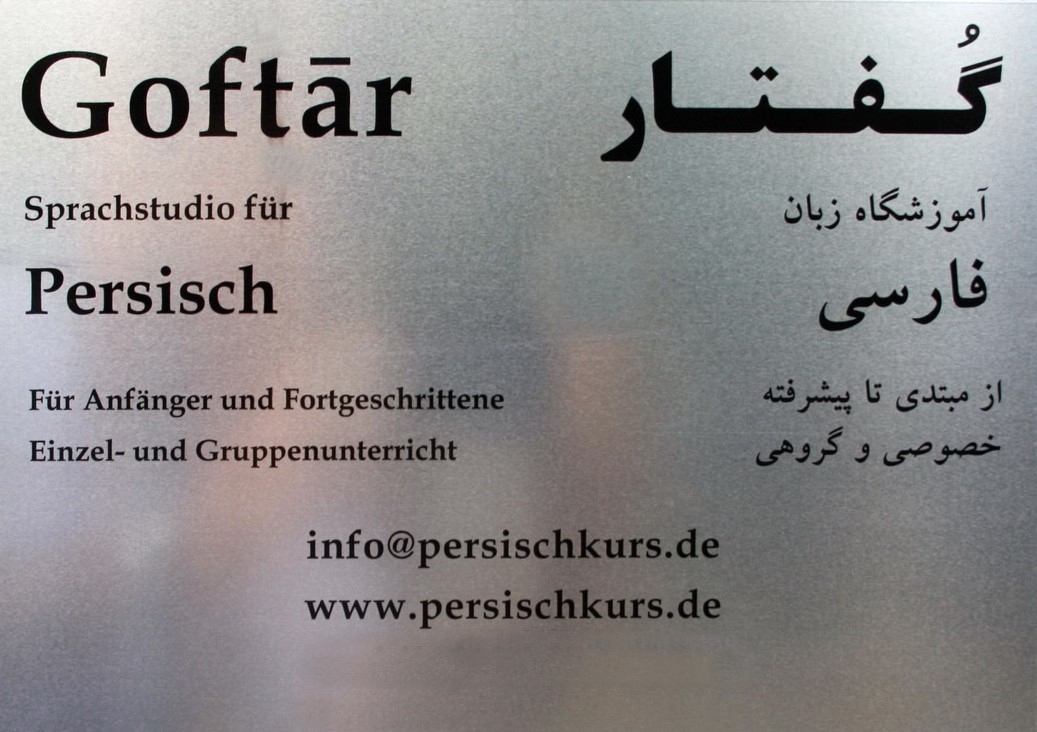 Goftār
گُفتار
Sprachstudio für
آموزشگاه زبان
Persisch
فارسی
Für Anfänger und Fortgeschrittene
از مبتدی تا پیشرفته
Einzel- und Gruppenunterricht
خصوصی و گروهی
info@persischkurs.de
www.persischkurs.de